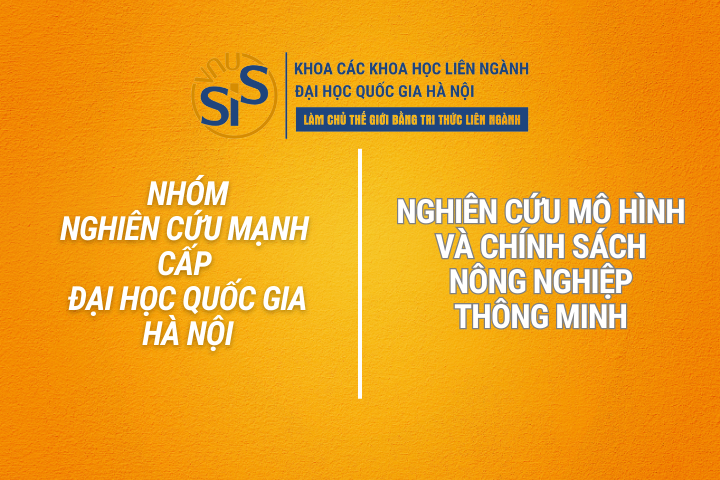 VNU
SiS
KHOA CÁC KHOA HỌC LIÊN NGÀNH
ĐẠI HỌC QUỐC GIA HÀ NỘI
LÀM CHỦ THẾ GIỚI BẰNG TRI THỨC LIÊN NGÀNH
NHÓM
NGHIÊN CỨU MẠNH
CẤP
ĐẠI HỌC QUỐC GIA
HÀ NỘI
NGHIÊN CỨU MÔ HÌNH
VÀ CHÍNH SÁCH
NÔNG NGHIỆP
THÔNG MINH